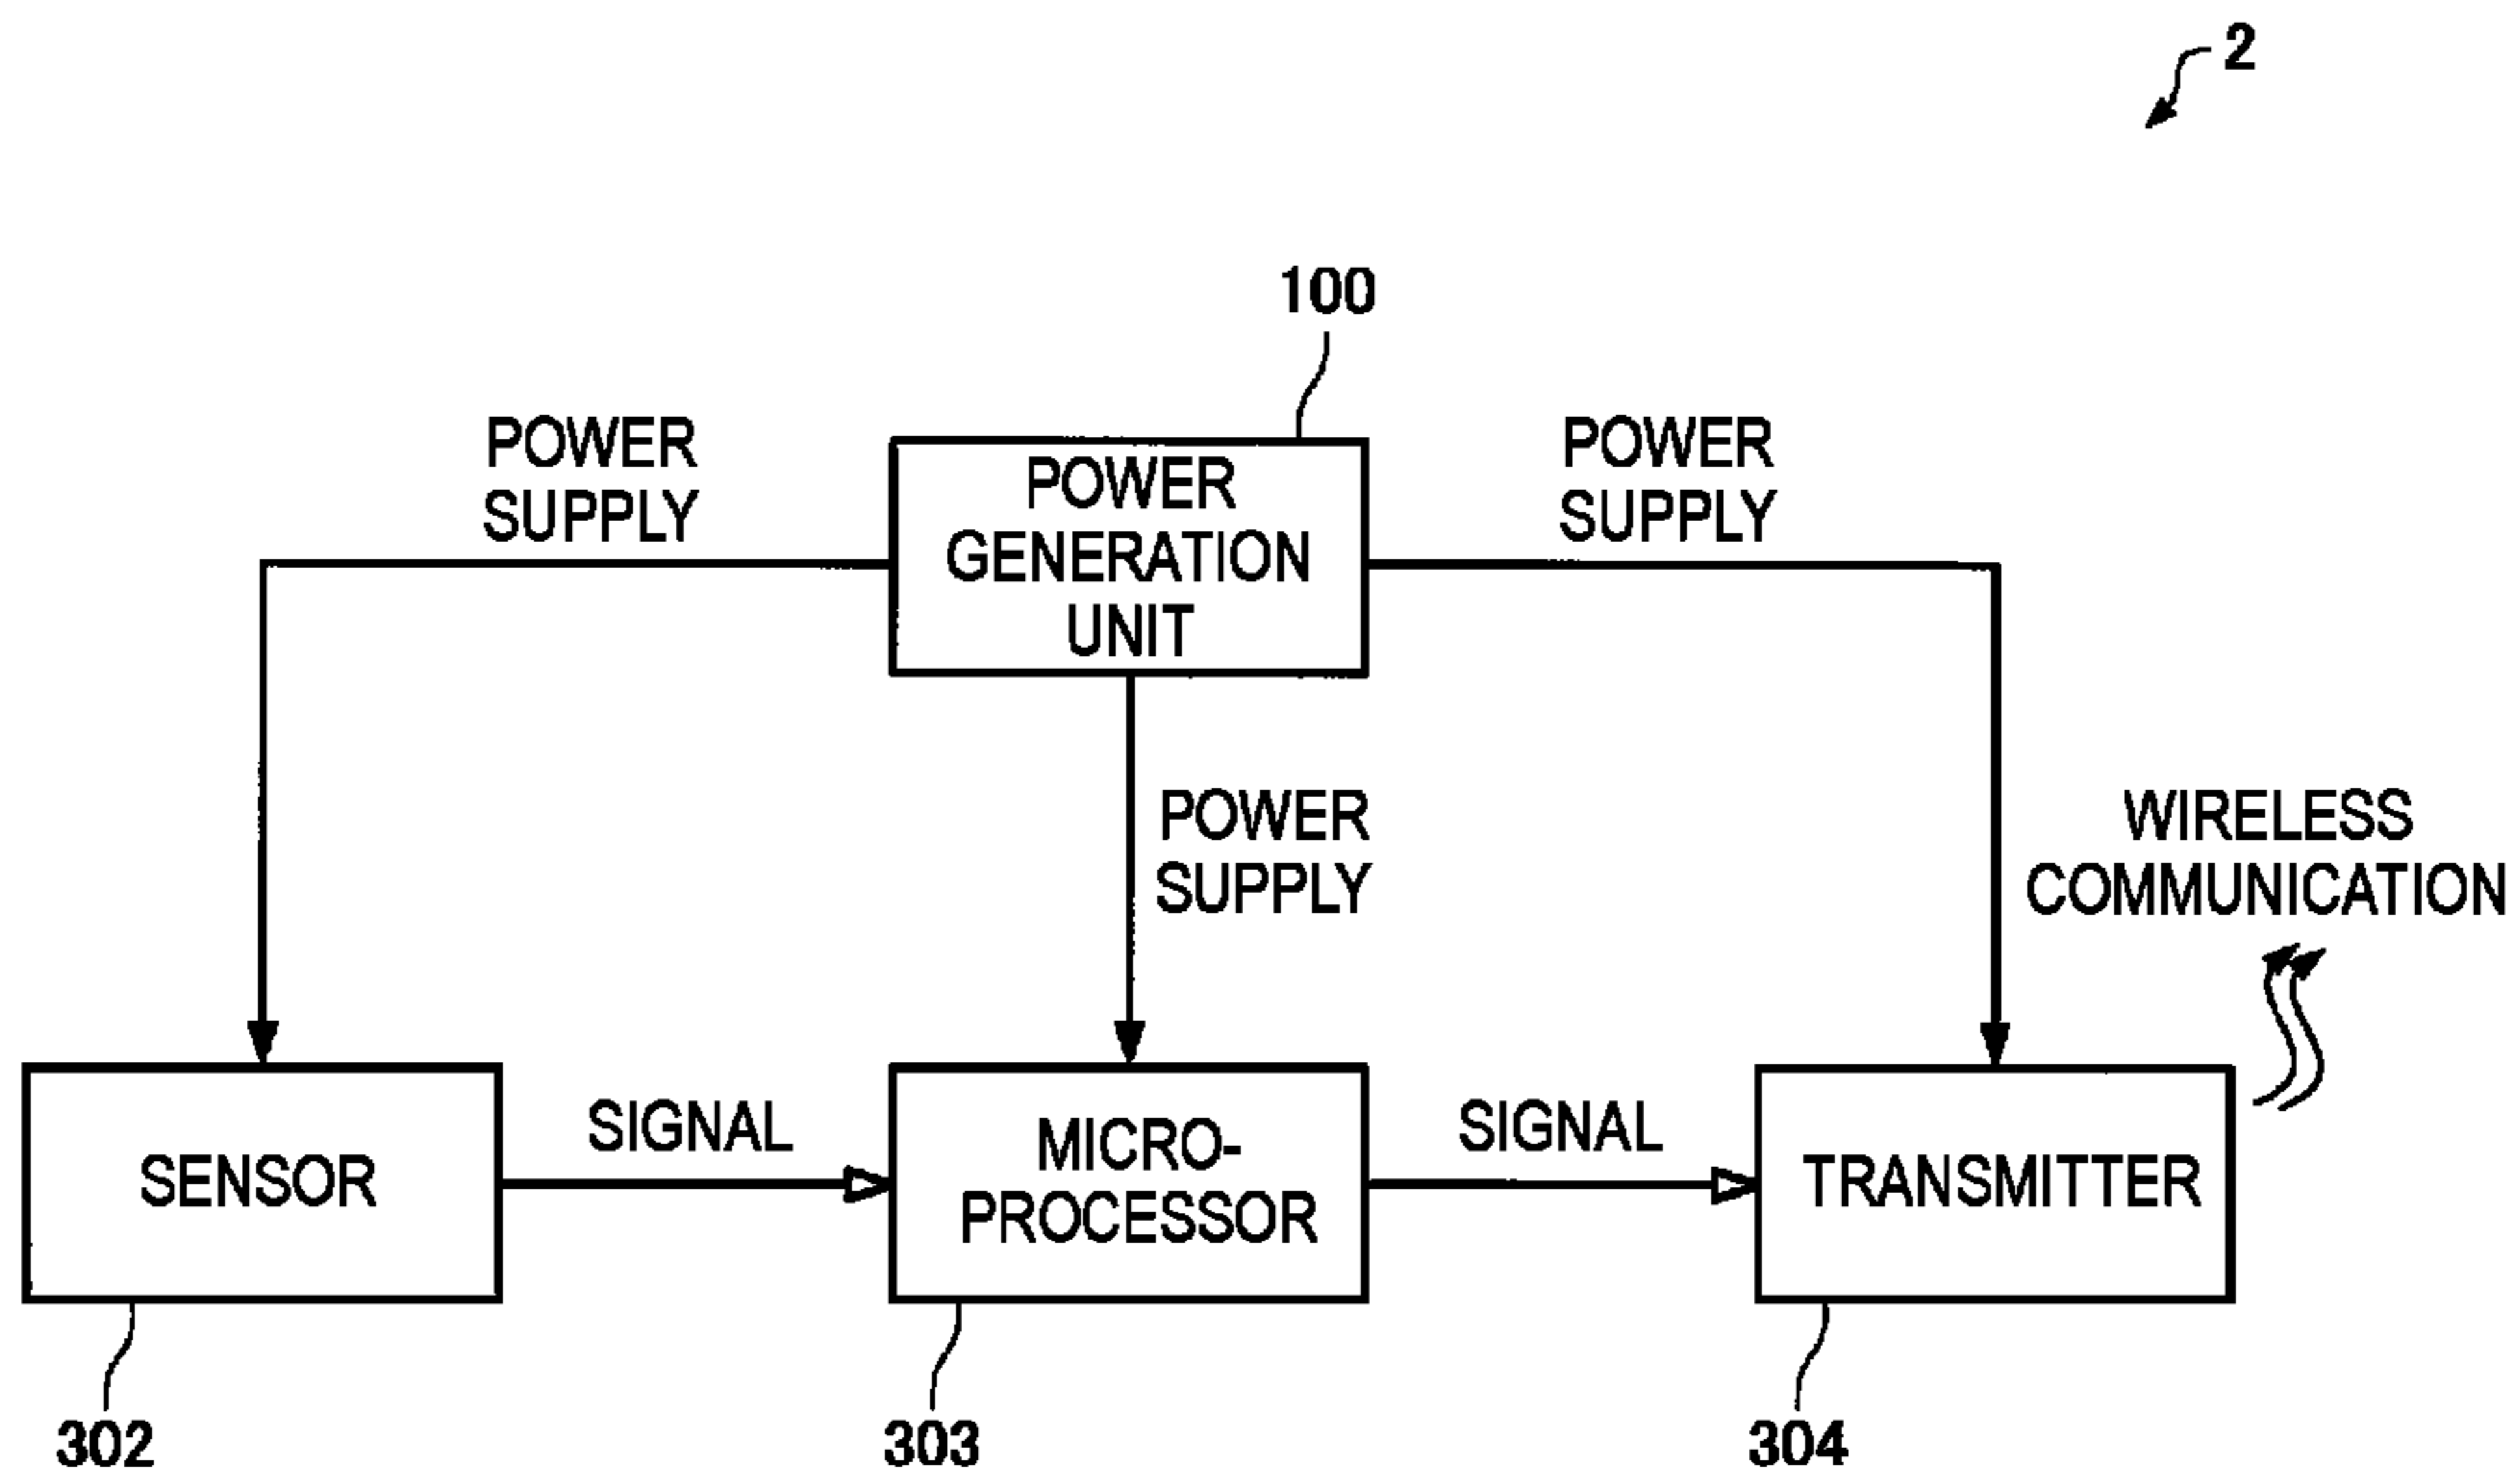 2
100
POWER
SUPPLY
POWER
GENERATION
UNIT
POWER
SUPPLY
POWER
SUPPLY
WIRELESS
COMMUNICATION
SENSOR
SIGNAL
MICRO-
PROCESSOR
SIGNAL
TRANSMITTER
302
303
304